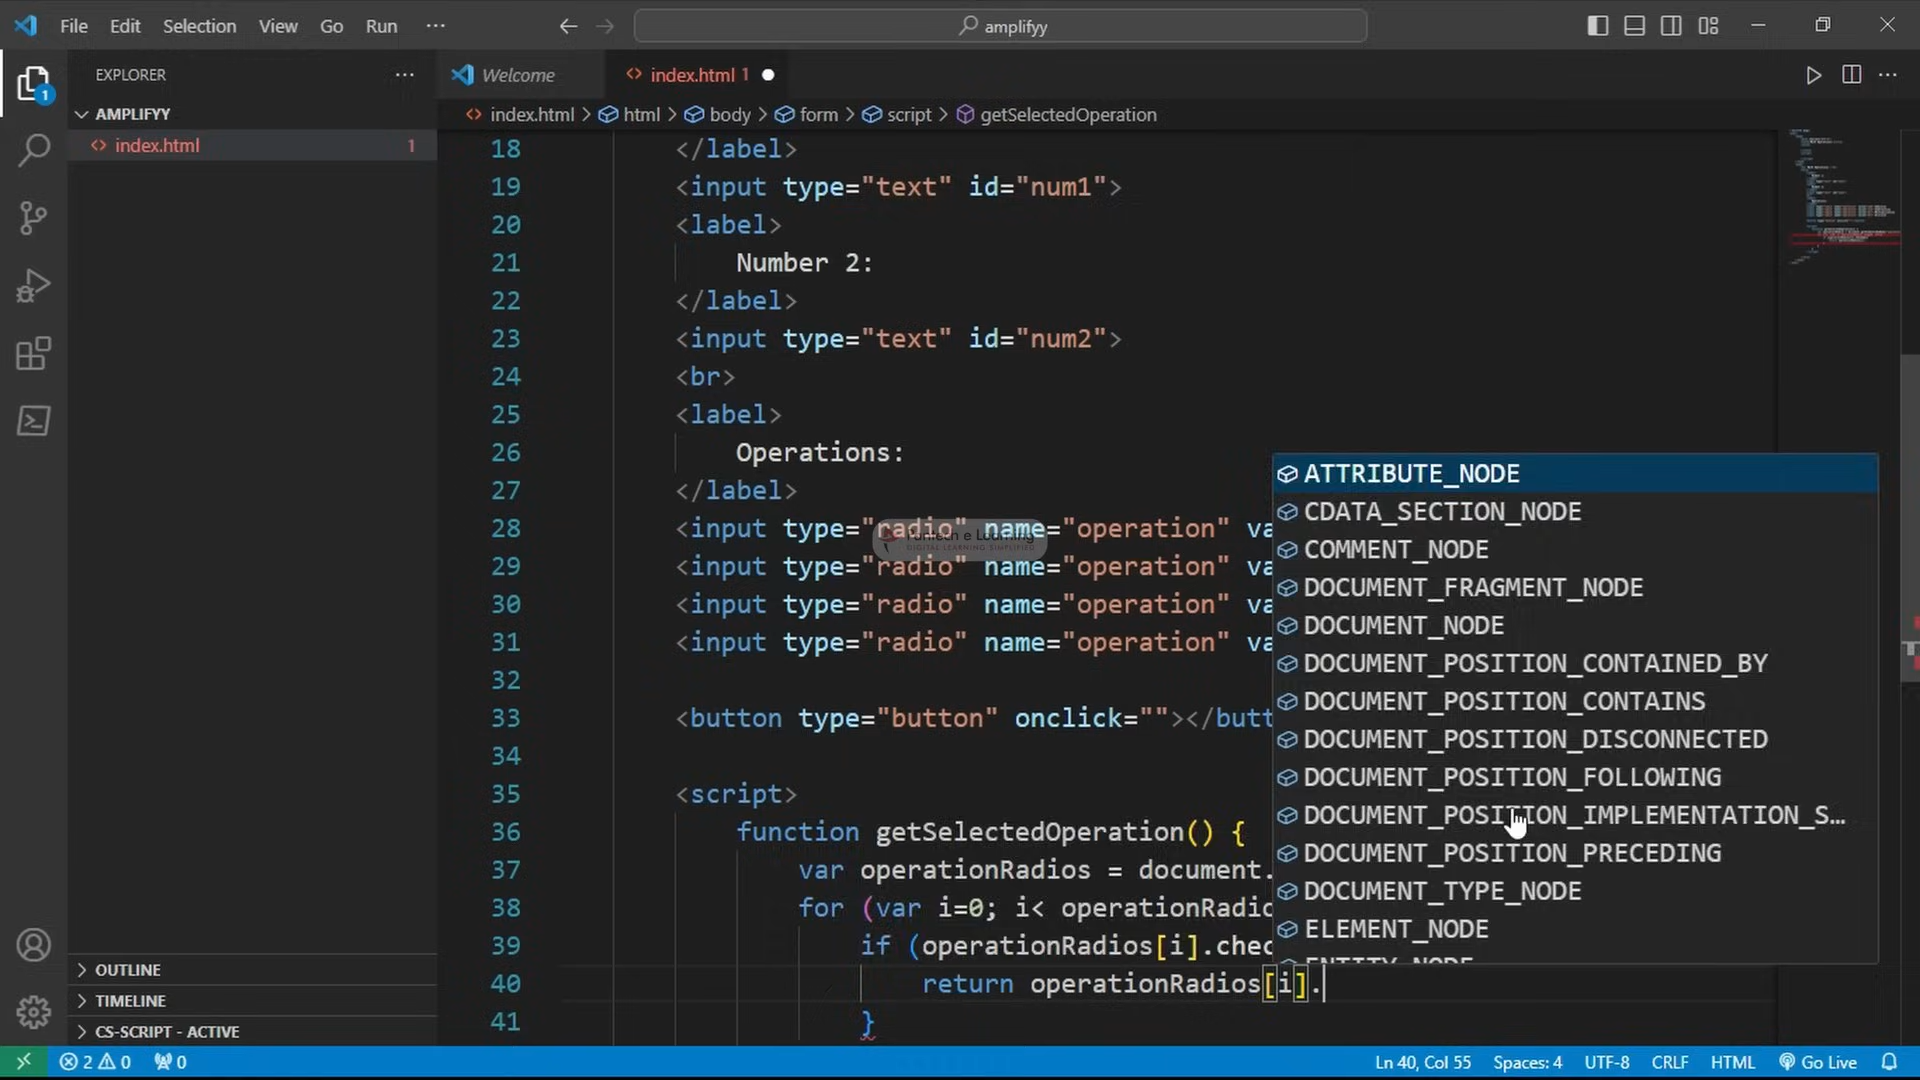 File Edit Selection View Go Run ··· amplifyy
EXPLORER ···
Welcome index.html 1
AMPLIFYY
index.html > html > body > form > script > getSelectedOperation
index.html 1
1
18 </label>
19 <input type="text" id="num1">
20 <label>
21 Number 2:
22 </label>
23 <input type="text" id="num2">
24 <br>
25 <label>
26 Operations:
27 </label>
28 <input type="radio" name="operation" va
29 <input type="radio" name="operation" va
30 <input type="radio" name="operation" va
31 <input type="radio" name="operation" va
32
33 <button type="button" onclick=""></butt
34
35 <script>
36 function getSelectedOperation() {
37 var operationRadios = document.
38 for (var i=0; i< operationRadio
39 if (operationRadios[i].chec
40 return operationRadios[i].
41 }
ATTRIBUTE_NODE
CDATA_SECTION_NODE
COMMENT_NODE
DOCUMENT_FRAGMENT_NODE
DOCUMENT_NODE
DOCUMENT_POSITION_CONTAINED_BY
DOCUMENT_POSITION_CONTAINS
DOCUMENT_POSITION_DISCONNECTED
DOCUMENT_POSITION_FOLLOWING
DOCUMENT_POSITION_IMPLEMENTATION_S…
DOCUMENT_POSITION_PRECEDING
DOCUMENT_TYPE_NODE
ELEMENT_NODE
ENTITY_NODE
e Learning
DIGITAL LEARNING SIMPLIFIED
OUTLINE
TIMELINE
CS-SCRIPT - ACTIVE
2 0 0 Ln 40, Col 55 Spaces: 4 UTF-8 CRLF HTML Go Live